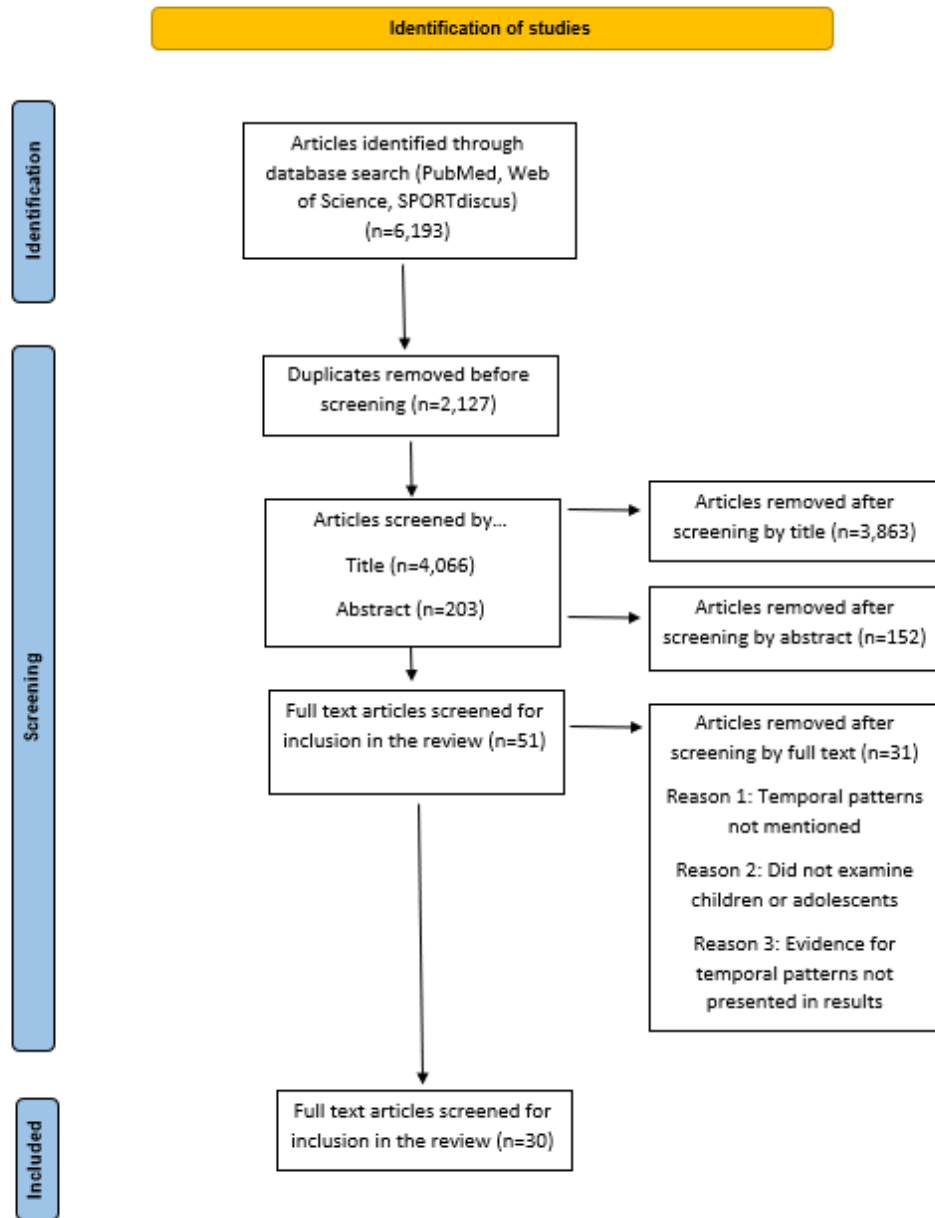 Identification of studies
Identification
Articles identified through
database search (PubMed, Web
of Science, SPORTdiscus)
(n=6,193)
Screening
Duplicates removed before
screening (n=2,127)
Articles screened by...
Title (n=4,066)
Abstract (n=203)
Articles removed after
screening by title (n=3,863)
Articles removed after
screening by abstract (n=152)
Full text articles screened for
inclusion in the review (n=51)
Articles removed after
screening by full text (n=31)
Reason 1: Temporal patterns
not mentioned
Reason 2: Did not examine
children or adolescents
Reason 3: Evidence for
temporal patterns not
presented in results
Included
Full text articles screened for
inclusion in the review (n=30)